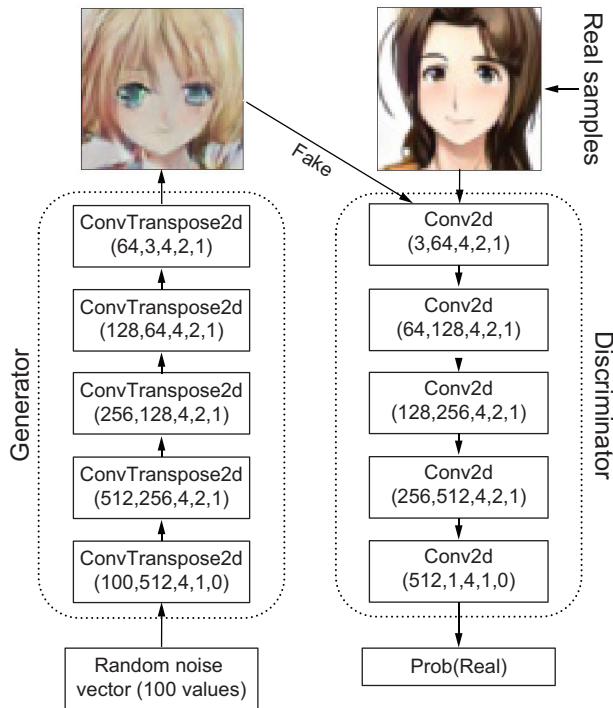 Real samples
Fake
Generator
ConvTranspose2d
(64,3,4,2,1)
ConvTranspose2d
(128,64,4,2,1)
ConvTranspose2d
(256,128,4,2,1)
ConvTranspose2d
(512,256,4,2,1)
ConvTranspose2d
(100,512,4,1,0)
Random noise
vector (100 values)
Conv2d
(3,64,4,2,1)
Conv2d
(64,128,4,2,1)
Conv2d
(128,256,4,2,1)
Conv2d
(256,512,4,2,1)
Conv2d
(512,1,4,1,0)
Prob(Real)
Discriminator